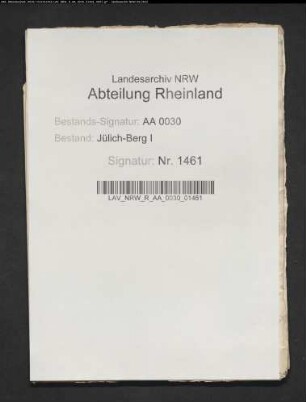 Landesarchiv NRW
Abteilung Rheinland
Bestands-Signatur: AA 0030
Bestand: Jülich-Berg I
Signatur: Nr. 1461
LAV_NRW_R_AA_0030_01461